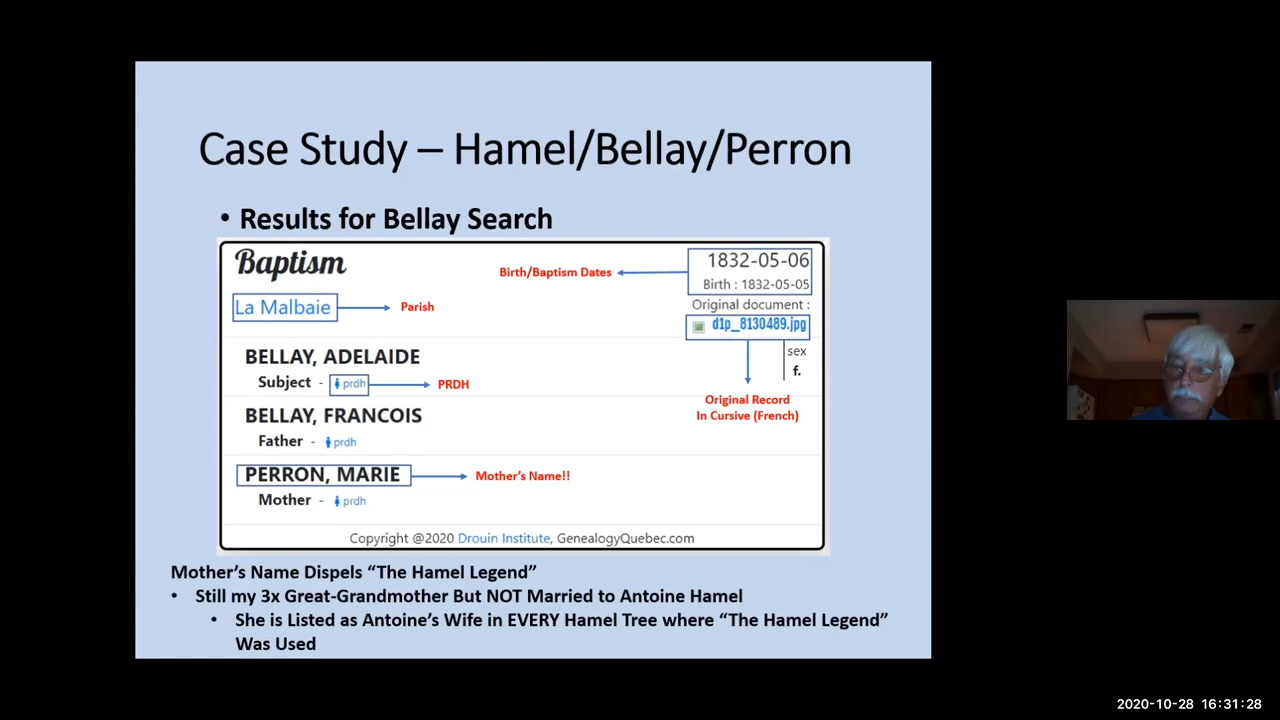 Case Study – Hamel/Bellay/Perron
• Results for Bellay Search
Baptism
1832-05-06
Birth/Baptism Dates
Birth : 1832-05-05
La Malbaie
Parish
Original document :
d1p_8130489.jpg
BELLAY, ADELAIDE
sex
Subject - prdh
PRDH
f.
Original Record
In Cursive (French)
BELLAY, FRANCOIS
Father - prdh
PERRON, MARIE
Mother's Name!!
Mother - prdh
Copyright @2020 Drouin Institute, GenealogyQuebec.com
Mother's Name Dispels “The Hamel Legend”
• Still my 3x Great-Grandmother But NOT Married to Antoine Hamel
• She is Listed as Antoine's Wife in EVERY Hamel Tree where “The Hamel Legend”
Was Used
2020-10-28 16:31:28